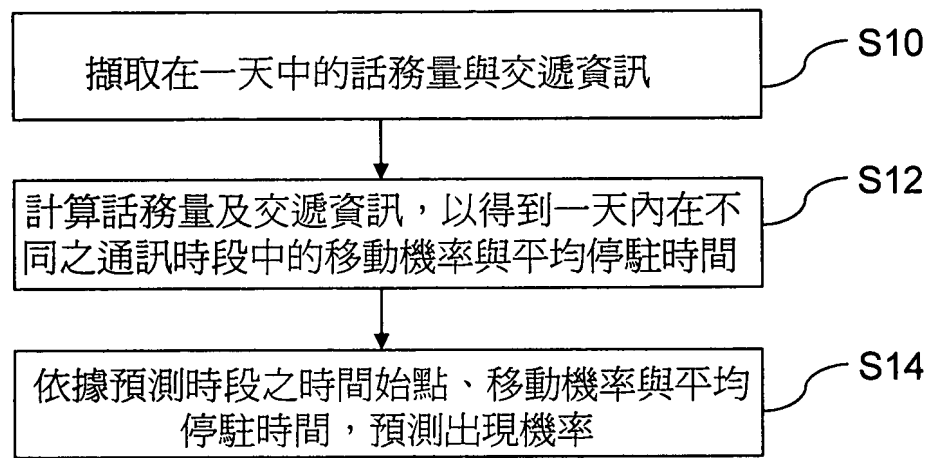 擷取在一天中的話務量與交遞資訊
S10
計算話務量及交遞資訊，以得到一天內在不
同之通訊時段中的移動機率與平均停駐時間
S12
依據預測時段之時間始點、移動機率與平均
停駐時間，預測出現機率
S14